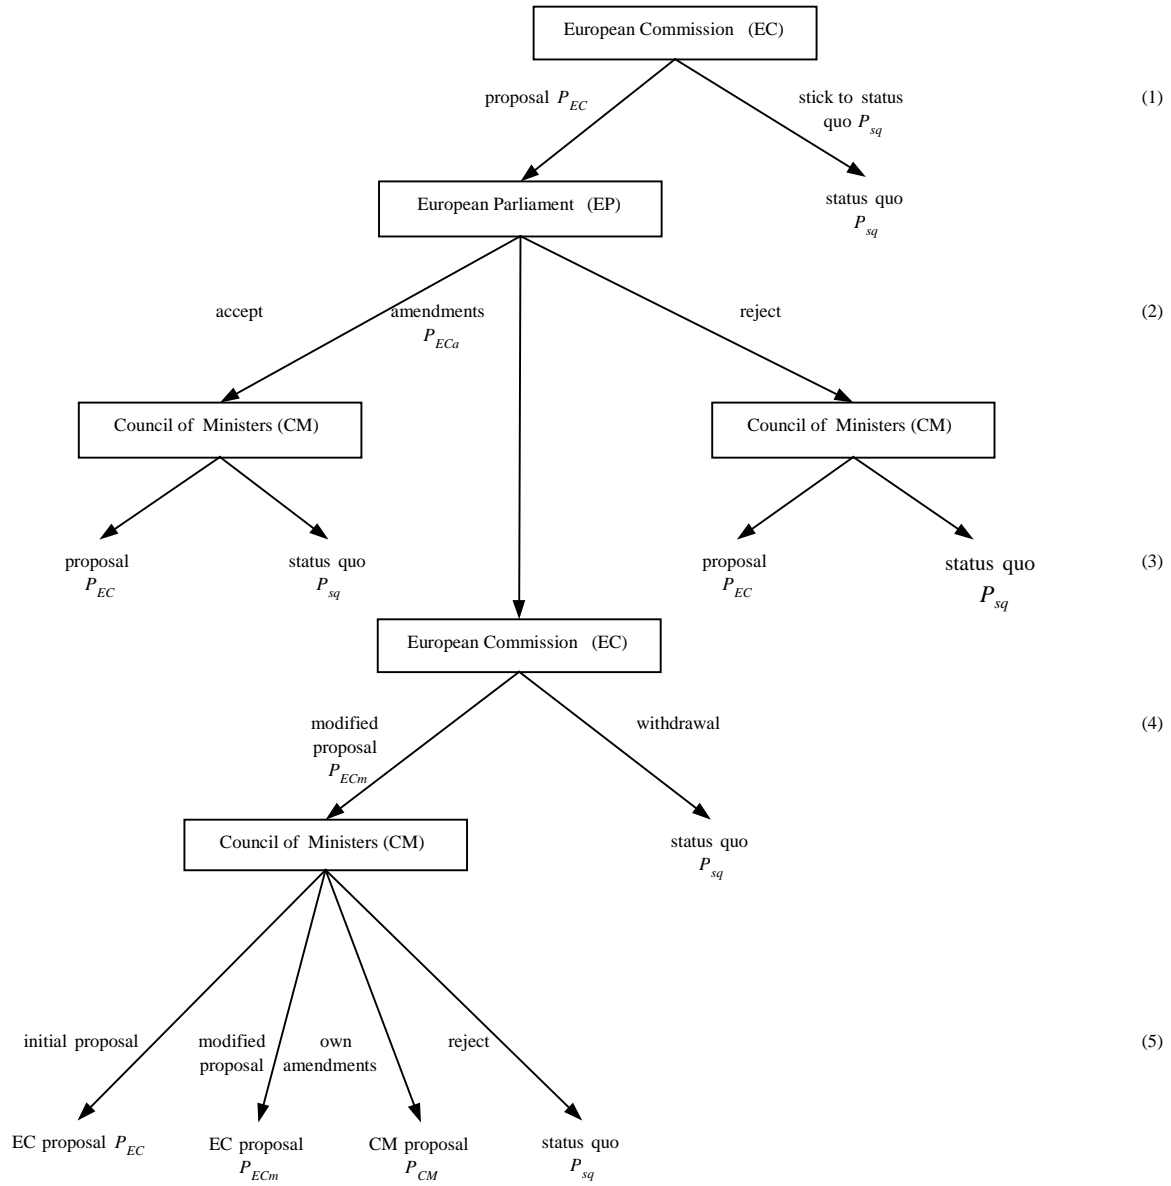 European Commission (EC)
proposal P_EC
stick to status
quo P_sq
(1)
European Parliament (EP)
status quo
P_sq
accept
amendments
P_ECa
reject
(2)
Council of Ministers (CM)
Council of Ministers (CM)
proposal
P_EC
status quo
P_sq
proposal
P_EC
status quo
P_sq
(3)
European Commission (EC)
modified
proposal
P_ECm
withdrawal
(4)
Council of Ministers (CM)
status quo
P_sq
initial proposal
modified
proposal
own
amendments
reject
(5)
EC proposal P_EC
EC proposal
P_ECm
CM proposal
P_CM
status quo
P_sq